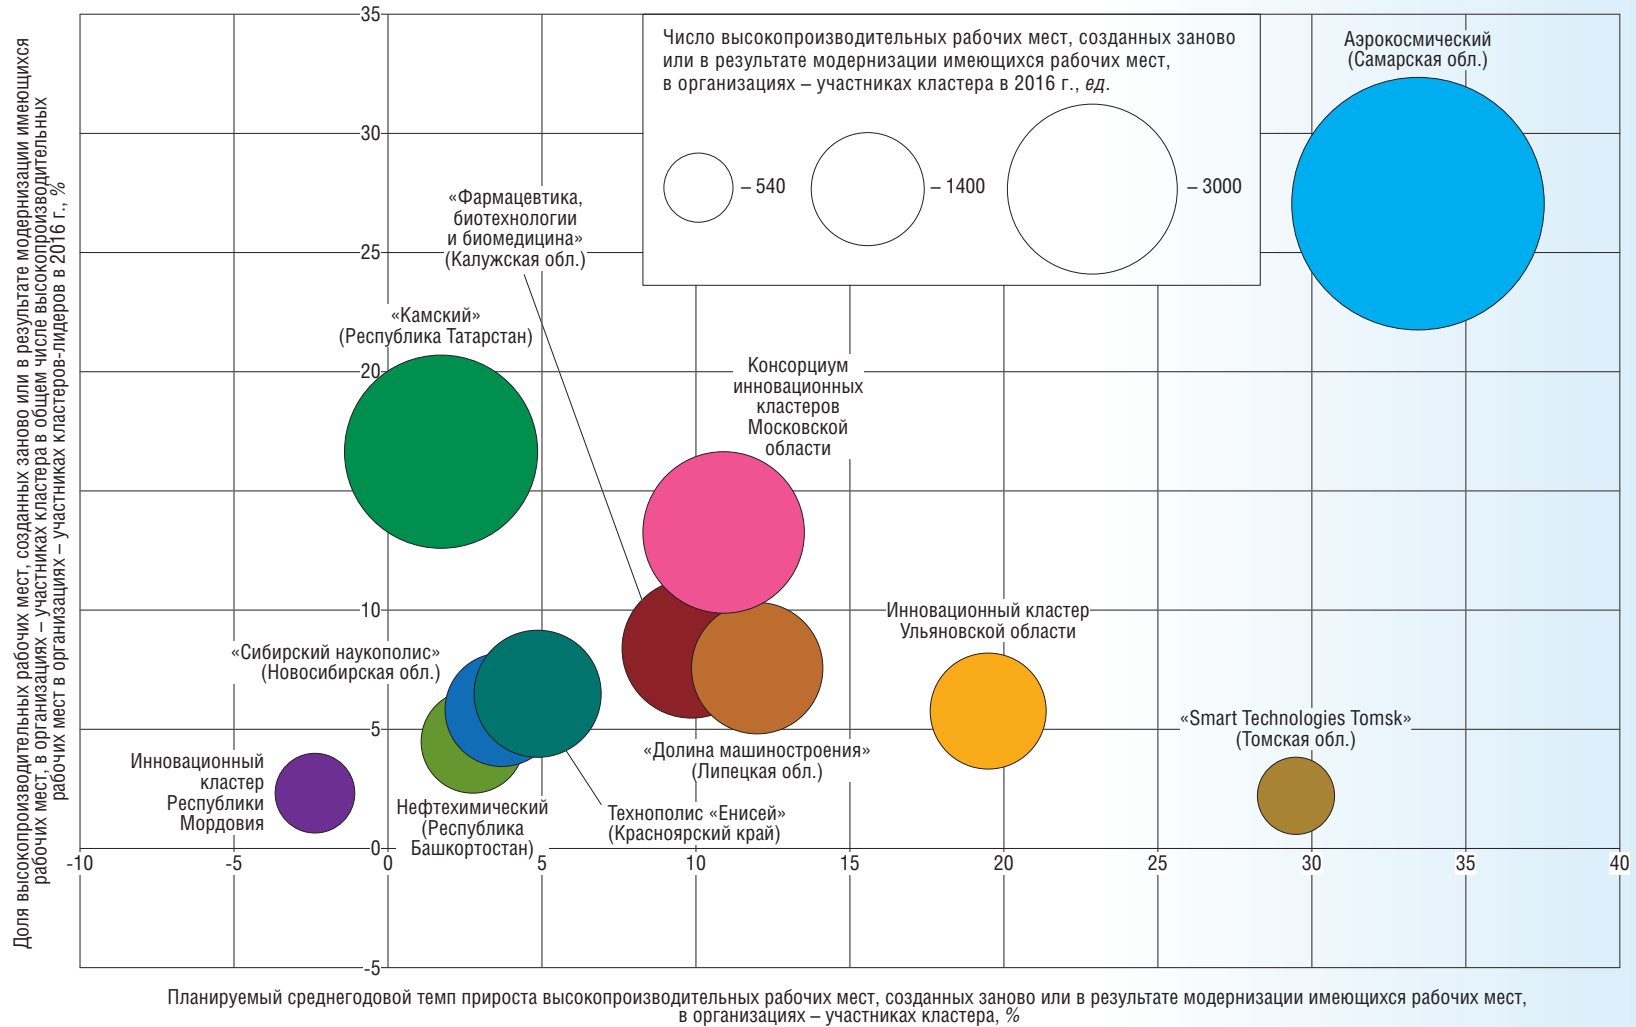 Доля высокопроизводительных рабочих мест, созданных заново или в результате модернизации имеющихся
рабочих мест, в организациях – участниках кластера в общем числе высокопроизводительных
рабочих мест в организациях – участниках кластеров-лидеров в 2016 г., %
35
30
25
20
10
5
0
-5
Число высокопроизводительных рабочих мест, созданных заново
или в результате модернизации имеющихся рабочих мест,
в организациях – участниках кластера в 2016 г., ед.
– 540
– 1400
– 3000
Аэрокосмический
(Самарская обл.)
«Фармацевтика,
биотехнологии
и биомедицина»
(Калужская обл.)
«Камский»
(Республика Татарстан)
Консорциум
инновационных
кластеров
Московской
области
Инновационный кластер
Ульяновской области
«Сибирский наукополис»
(Новосибирская обл.)
«Smart Technologies Tomsk»
(Томская обл.)
«Долина машиностроения»
(Липецкая обл.)
Инновационный
кластер
Республики
Мордовия
Нефтехимический
(Республика
Башкортостан)
Технополис «Енисей»
(Красноярский край)
-10
-5
0
5
10
15
20
25
30
35
40
Планируемый среднегодовой темп прироста высокопроизводительных рабочих мест, созданных заново или в результате модернизации имеющихся рабочих мест,
в организациях – участниках кластера, %